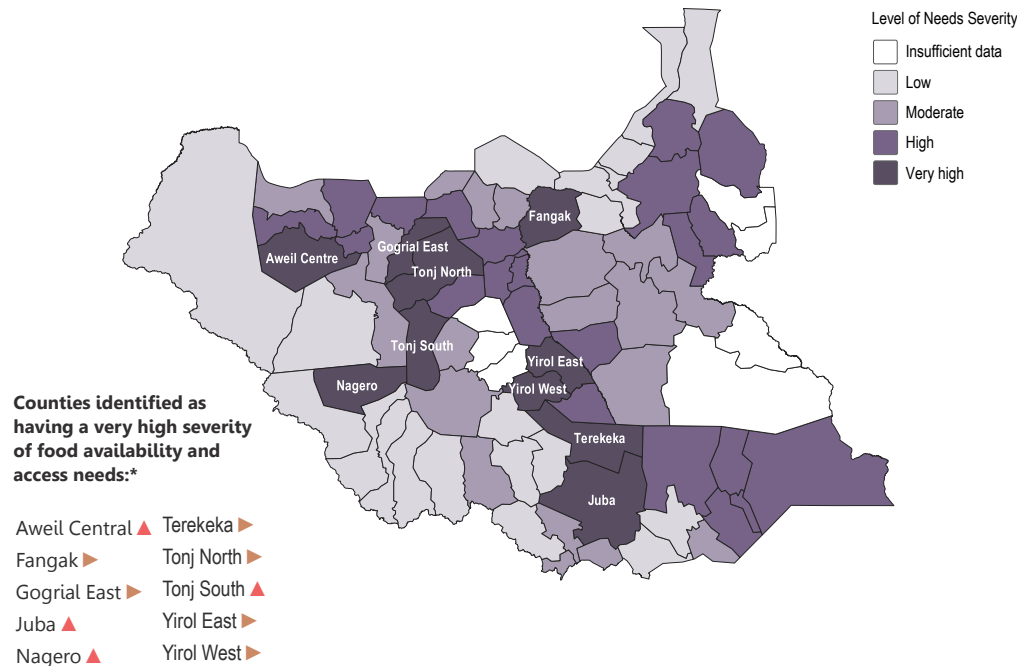 Level of Needs Severity
Insufficient data
Low
Moderate
High
Very high
Fangak
Gogrial East
Aweil Centre
Tonj North
Tonj South
Yirol East
Nagero
Yirol West
Terekeka
Juba
Counties identified as
having a very high severity
of food availability and
access needs:*
Aweil Central ▲
Fangak ►
Gogrial East ►
Juba ▲
Nagero ▲
Terekeka ►
Tonj North ►
Tonj South ▲
Yirol East ►
Yirol West ►